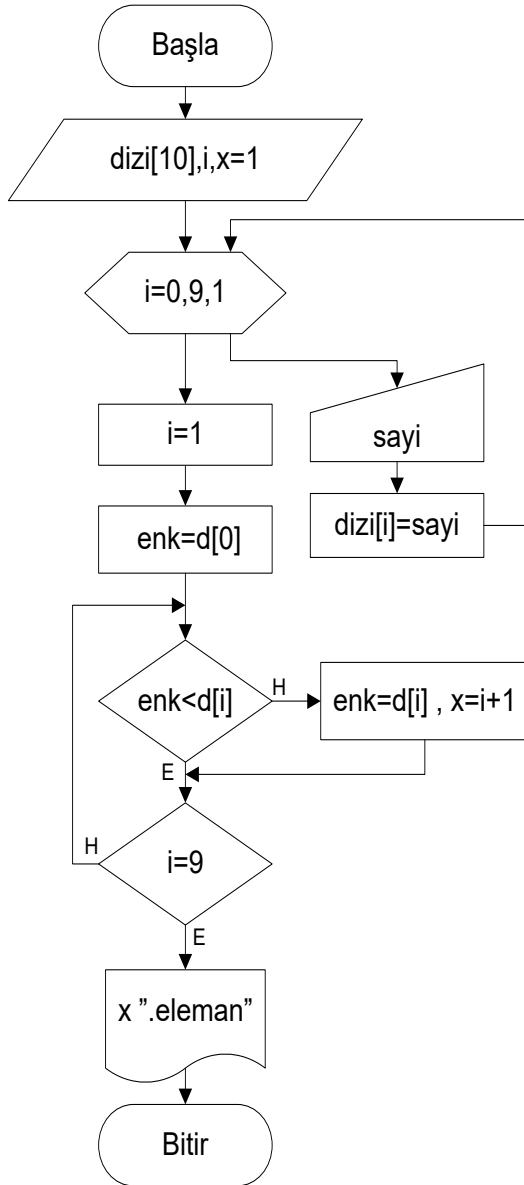 Başla
dizi[10],i,x=1
i=0,9,1
sayi
i=1
dizi[i]=sayi
enk=d[0]
enk<d[i]
H
enk=d[i] , x=i+1
E
H
i=9
E
x ”.eleman”
Bitir